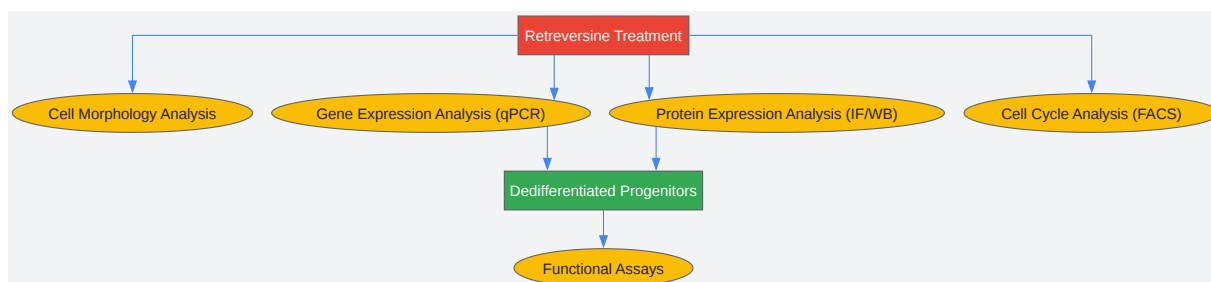 Retreversine Treatment
Cell Morphology Analysis
Gene Expression Analysis (qPCR)
Protein Expression Analysis (IF/WB)
Cell Cycle Analysis (FACS)
Dedifferentiated Progenitors
Functional Assays